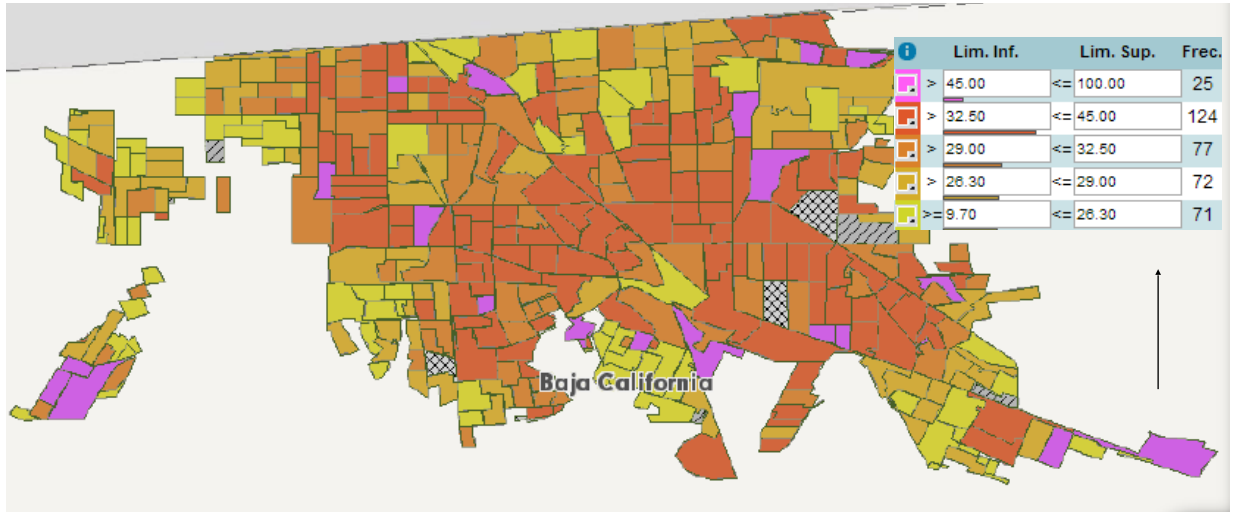 i Lim. Inf. Lim. Sup. Frec.
> 45.00 <= 100.00 25
> 32.50 <= 45.00 124
> 29.00 <= 32.50 77
> 26.30 <= 29.00 72
>= 9.70 <= 26.30 71
Baja California